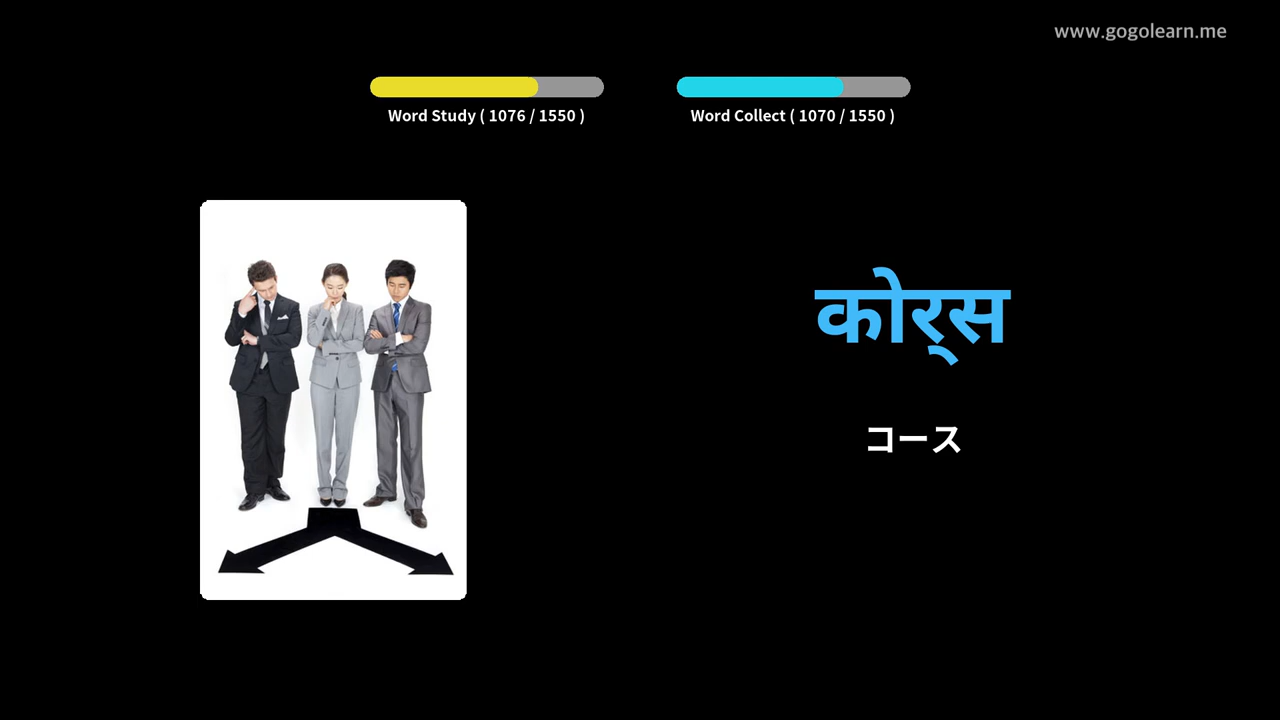 www.gogolearn.me
Word Study ( 1076 / 1550 )
Word Collect ( 1070 / 1550 )
कोर्‌स
コース